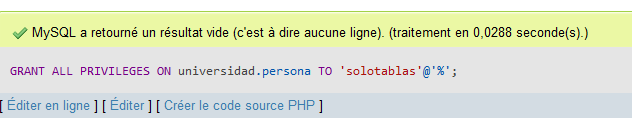 MySQL a retourné un résultat vide (c'est à dire aucune ligne). (traitement en 0,0288 seconde(s).)
GRANT ALL PRIVILEGES ON universidad.persona TO 'solotablas'@'%';
[ Éditer en ligne ] [ Éditer ] [ Créer le code source PHP ]